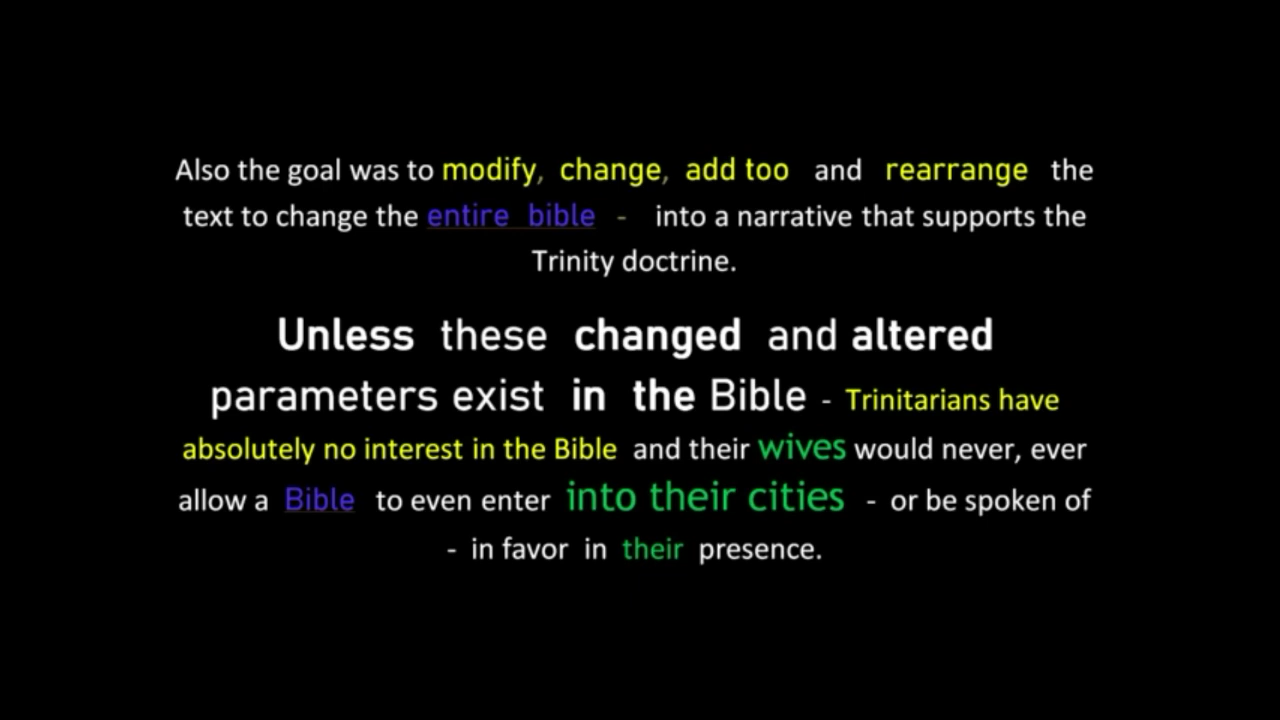 Also the goal was to modify, change, add too and rearrange the
text to change the entire bible - into a narrative that supports the
Trinity doctrine.
Unless these changed and altered
parameters exist in the Bible - Trinitarians have
absolutely no interest in the Bible and their wives would never, ever
allow a Bible to even enter into their cities - or be spoken of
- in favor in their presence.